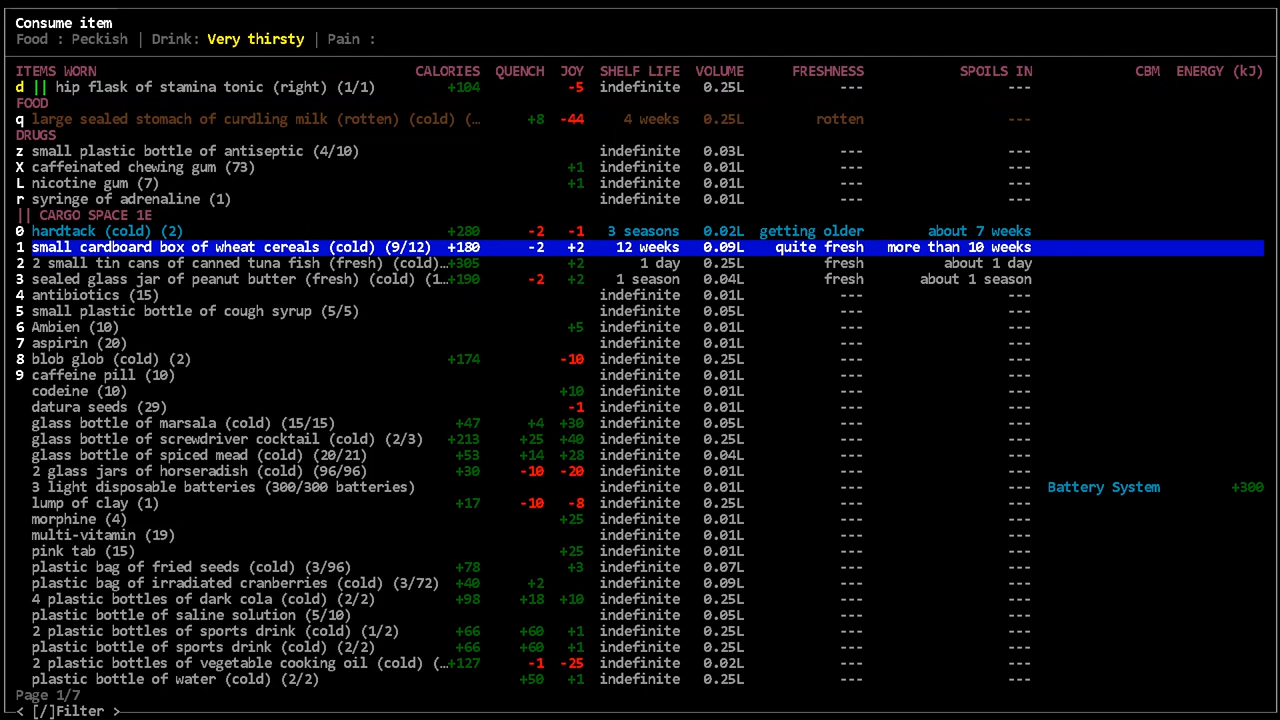 Consume item
Food : Peckish | Drink: Very thirsty | Pain :
ITEMS WORN CALORIES QUENCH JOY SHELF LIFE VOLUME FRESHNESS SPOILS IN CBM ENERGY (kJ)
d || hip flask of stamina tonic (right) (1/1) +104 -5 indefinite 0.25L --- ---
FOOD
q large sealed stomach of curdling milk (rotten) (cold) (… +8 -44 4 weeks 0.25L rotten ---
DRUGS
z small plastic bottle of antiseptic (4/10) indefinite 0.03L --- ---
X caffeinated chewing gum (73) +1 indefinite 0.01L --- ---
L nicotine gum (7) +1 indefinite 0.01L --- ---
r syringe of adrenaline (1) indefinite 0.01L --- ---
|| CARGO SPACE 1E
0 hardtack (cold) (2) +280 -2 -1 3 seasons 0.02L getting older about 7 weeks
1 small cardboard box of wheat cereals (cold) (9/12) +180 -2 +2 12 weeks 0.09L quite fresh more than 10 weeks
2 2 small tin cans of canned tuna fish (fresh) (cold)…+305 +2 1 day 0.25L fresh about 1 day
3 sealed glass jar of peanut butter (fresh) (cold) (1…+190 -2 +2 1 season 0.04L fresh about 1 season
4 antibiotics (15) indefinite 0.01L --- ---
5 small plastic bottle of cough syrup (5/5) indefinite 0.05L --- ---
6 Ambien (10) +5 indefinite 0.01L --- ---
7 aspirin (20) indefinite 0.01L --- ---
8 blob glob (cold) (2) +174 -10 indefinite 0.25L --- ---
9 caffeine pill (10) indefinite 0.01L --- ---
codeine (10) +10 indefinite 0.01L --- ---
datura seeds (29) -1 indefinite 0.01L --- ---
glass bottle of marsala (cold) (15/15) +47 +4 +30 indefinite 0.05L --- ---
glass bottle of screwdriver cocktail (cold) (2/3) +213 +25 +40 indefinite 0.25L --- ---
glass bottle of spiced mead (cold) (20/21) +53 +14 +28 indefinite 0.04L --- ---
2 glass jars of horseradish (cold) (96/96) +30 -10 -20 indefinite 0.01L --- ---
3 light disposable batteries (300/300 batteries) indefinite 0.01L --- --- Battery System +300
lump of clay (1) +17 -10 -8 indefinite 0.25L --- ---
morphine (4) +25 indefinite 0.01L --- ---
multi-vitamin (19) indefinite 0.01L --- ---
pink tab (15) +25 indefinite 0.01L --- ---
plastic bag of fried seeds (cold) (3/96) +78 +3 indefinite 0.07L --- ---
plastic bag of irradiated cranberries (cold) (3/72) +40 +2 indefinite 0.09L --- ---
4 plastic bottles of dark cola (cold) (2/2) +98 +18 +10 indefinite 0.25L --- ---
plastic bottle of saline solution (5/10) indefinite 0.05L --- ---
2 plastic bottles of sports drink (cold) (1/2) +66 +60 +1 indefinite 0.25L --- ---
plastic bottle of sports drink (cold) (2/2) +66 +60 +1 indefinite 0.25L --- ---
2 plastic bottles of vegetable cooking oil (cold) (…+127 -1 -25 indefinite 0.02L --- ---
plastic bottle of water (cold) (2/2) +50 +1 indefinite 0.25L --- ---
Page 1/7
< [/]Filter >